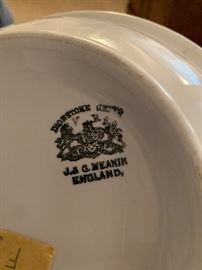 IRONSTONE CHINA
J. & G. MEAKIN
ENGLAND.